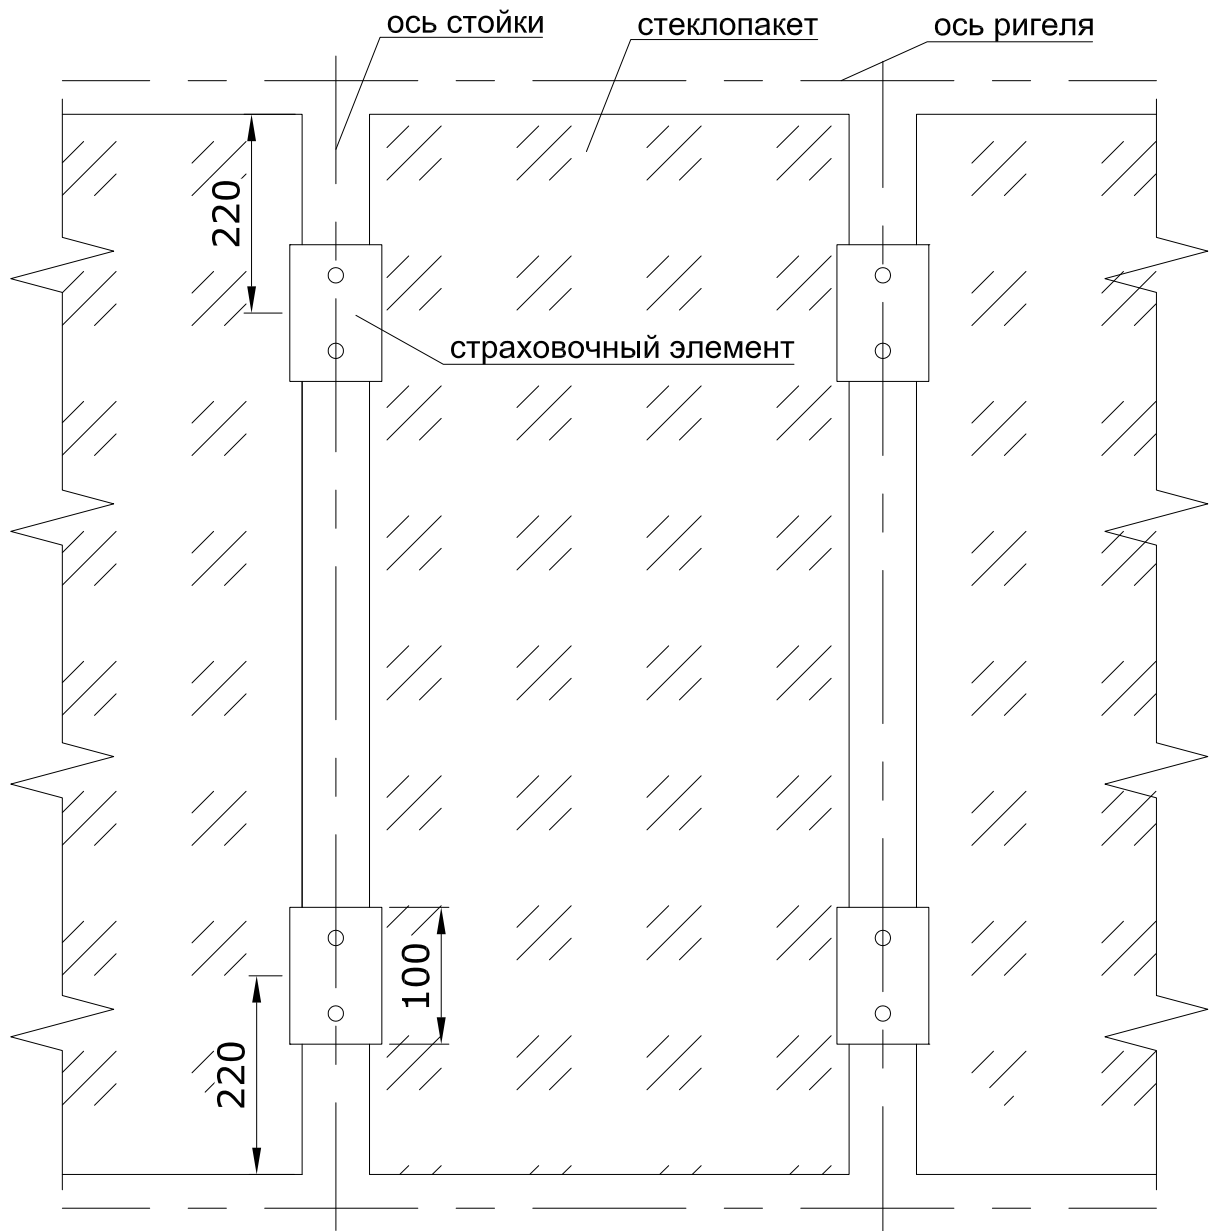 ось стойки
стеклопакет
ось ригеля
220
страховочный элемент
100
220